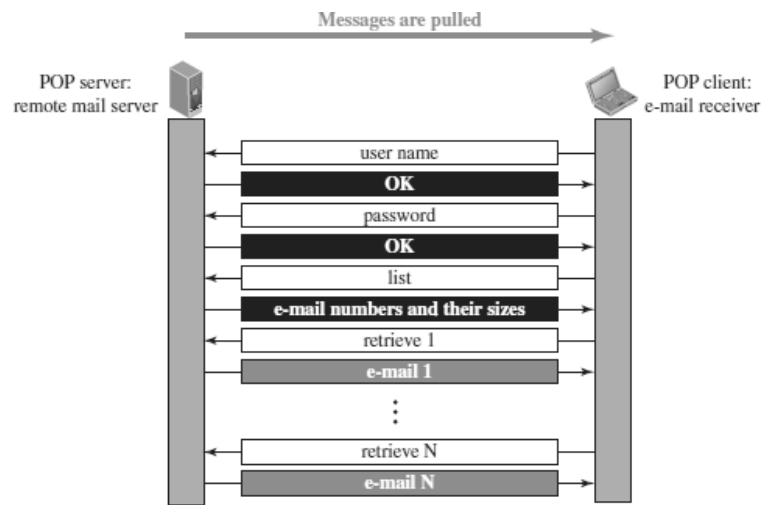 Messages are pulled
POP server:
remote mail server
POP client:
e-mail receiver
user name
OK
password
OK
list
e-mail numbers and their sizes
retrieve 1
e-mail 1
retrieve N
e-mail N